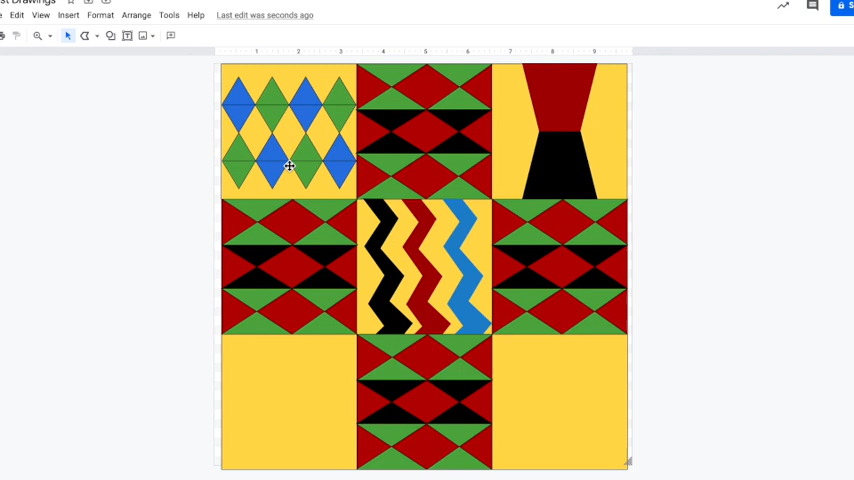 st Drawings
Edit View Insert Format Arrange Tools Help Last edit was seconds ago
1 2 3 4 5 6 7 8 9